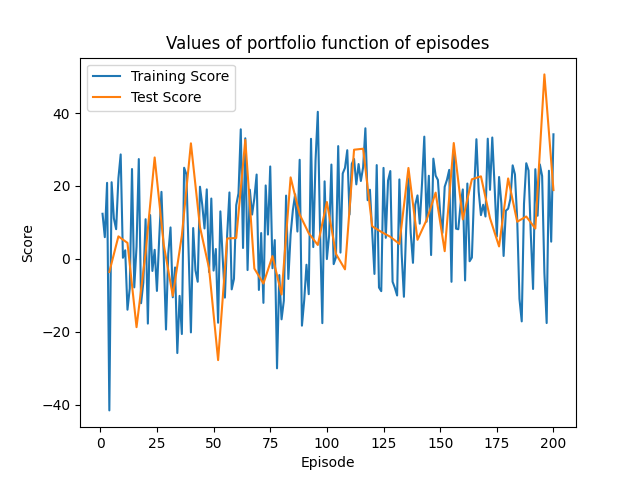 Values of portfolio function of episodes
Training Score
Test Score
40
20
0
−20
−40
Score
0
25
50
75
100
125
150
175
200
Episode